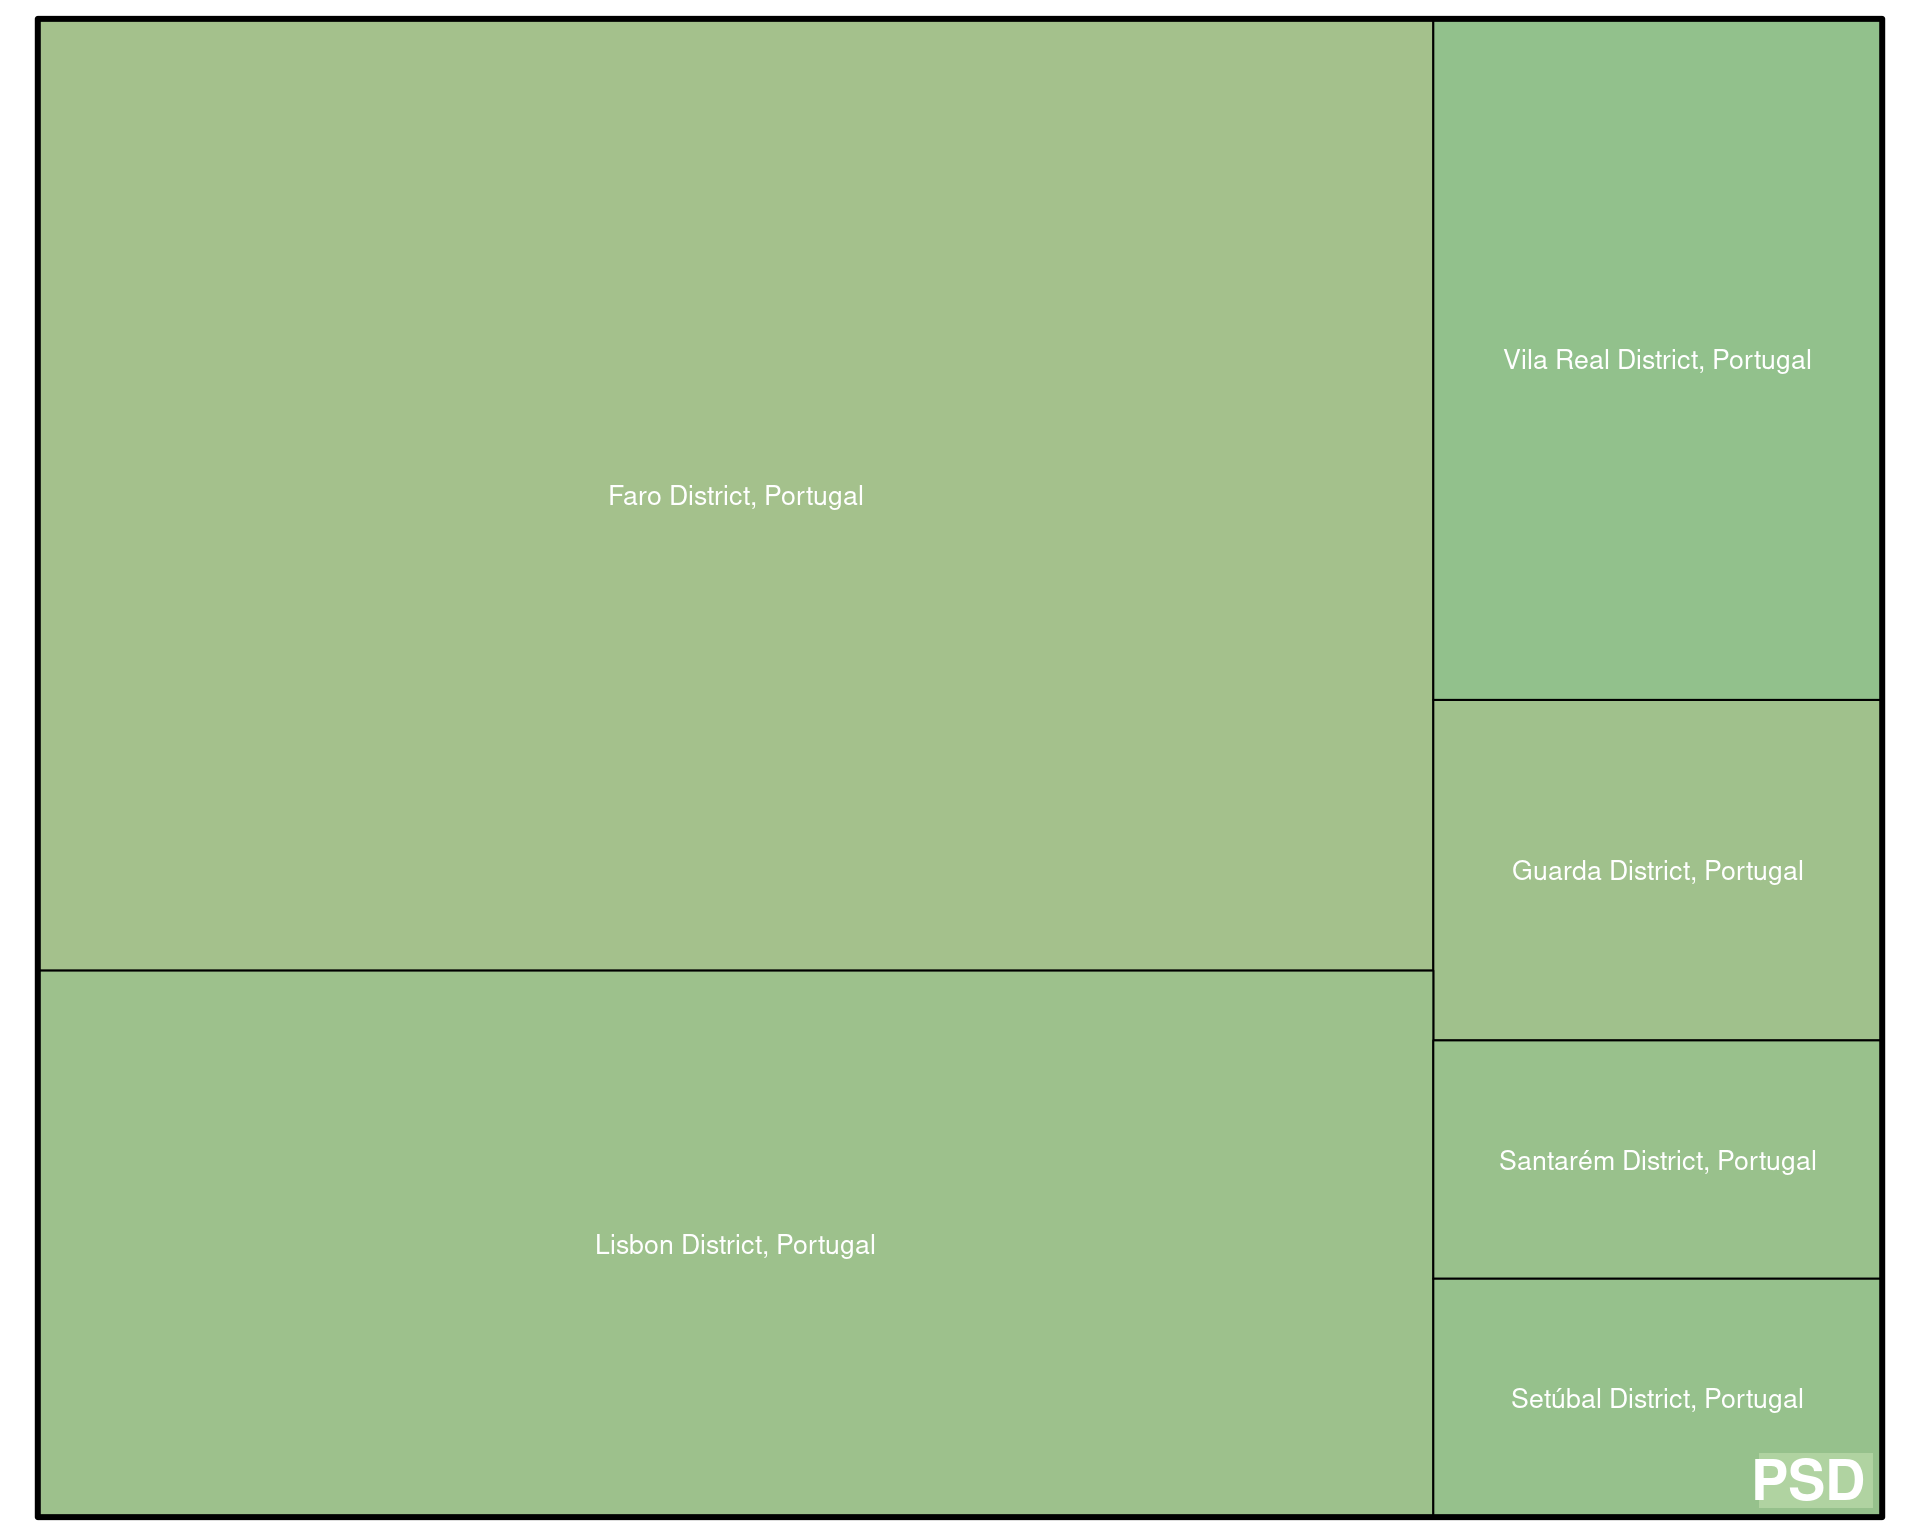 Faro District, Portugal
Lisbon District, Portugal
Vila Real District, Portugal
Guarda District, Portugal
Santarém District, Portugal
Setúbal District, Portugal
PSD